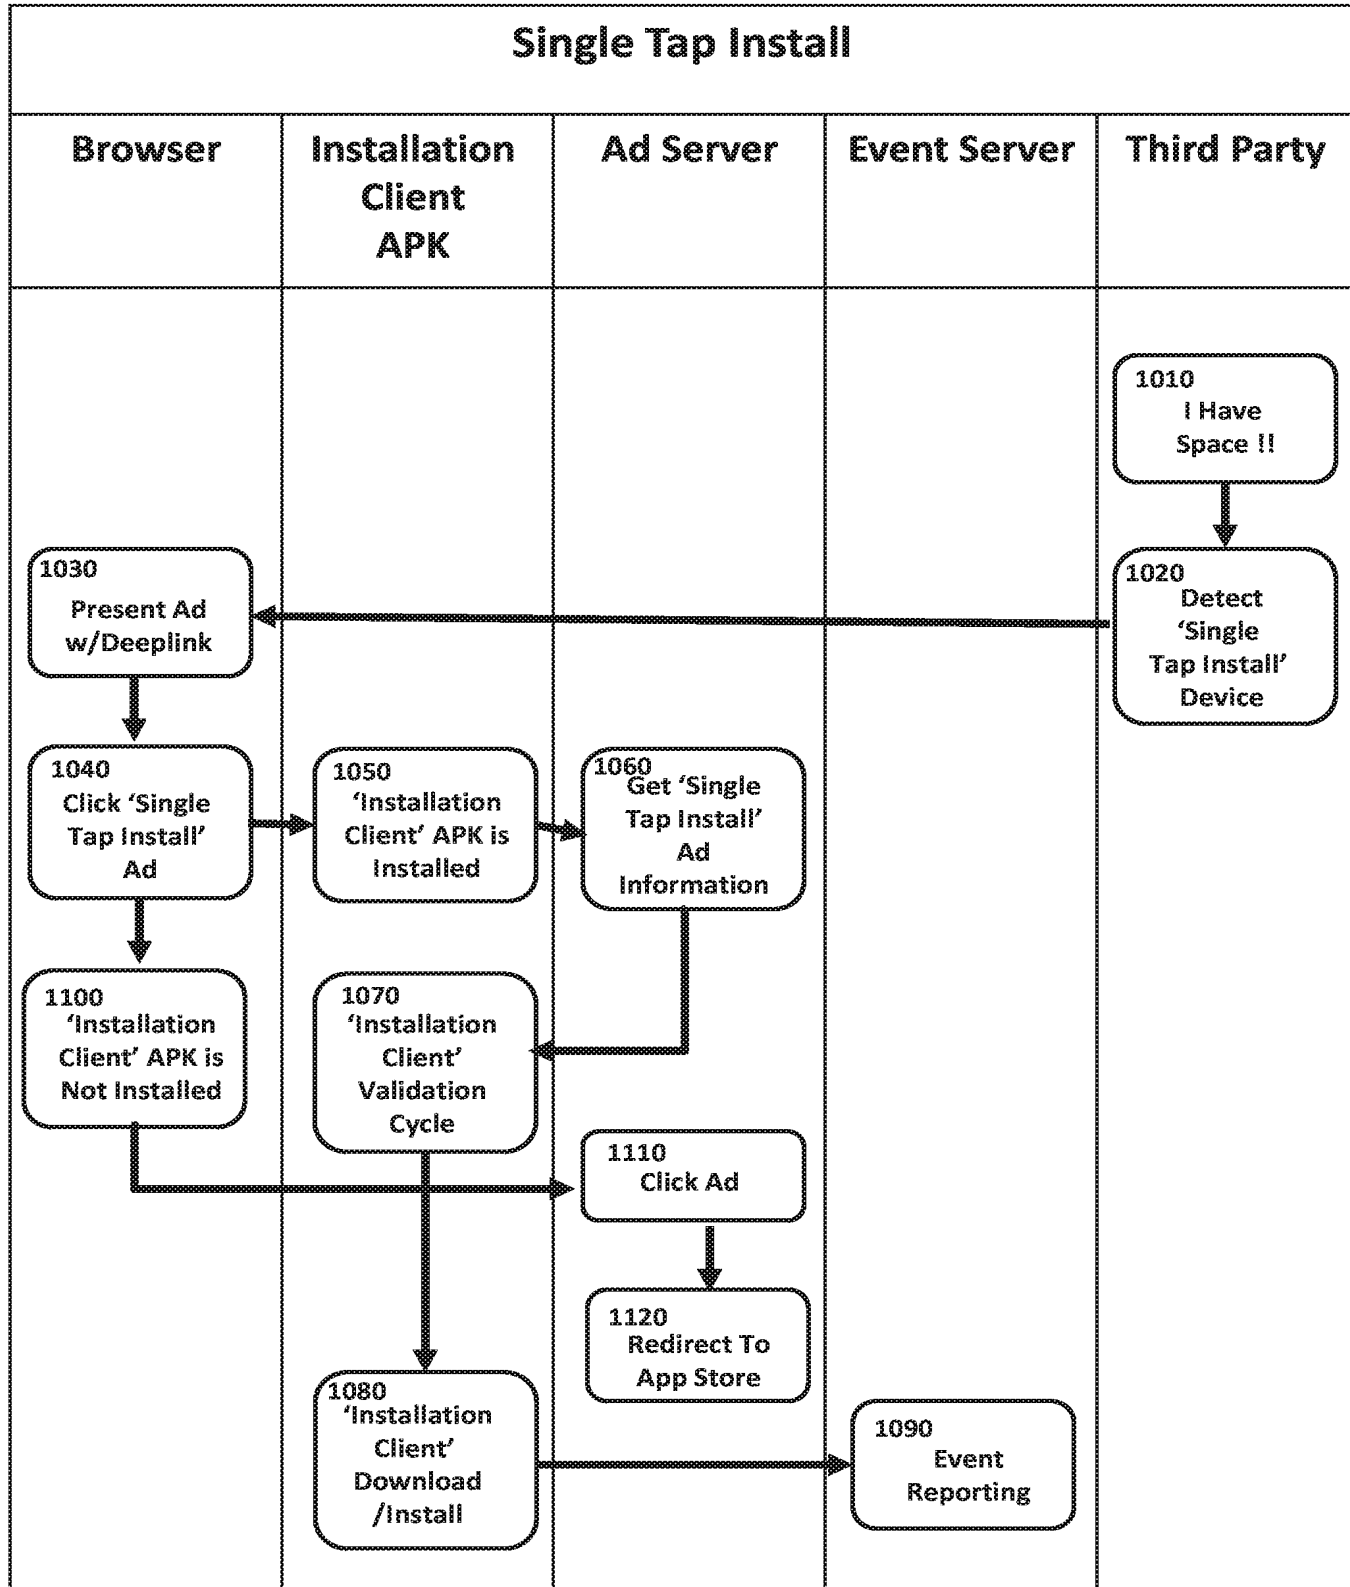 Single Tap Install
Browser
Installation
Client
APK
Ad Server
Event Server
Third Party
1010
I Have
Space !!
1020
Detect
‘Single
Tap Install’
Device
1030
Present Ad
w/Deeplink
1040
Click ‘Single
Tap Install’
Ad
1050
‘Installation
Client’ APK is
Installed
1060
Get ‘Single
Tap Install’
Ad
Information
1100
‘Installation
Client’ APK is
Not Installed
1070
‘Installation
Client’
Validation
Cycle
1110
Click Ad
1120
Redirect To
App Store
1080
‘Installation
Client’
Download
/Install
1090
Event
Reporting